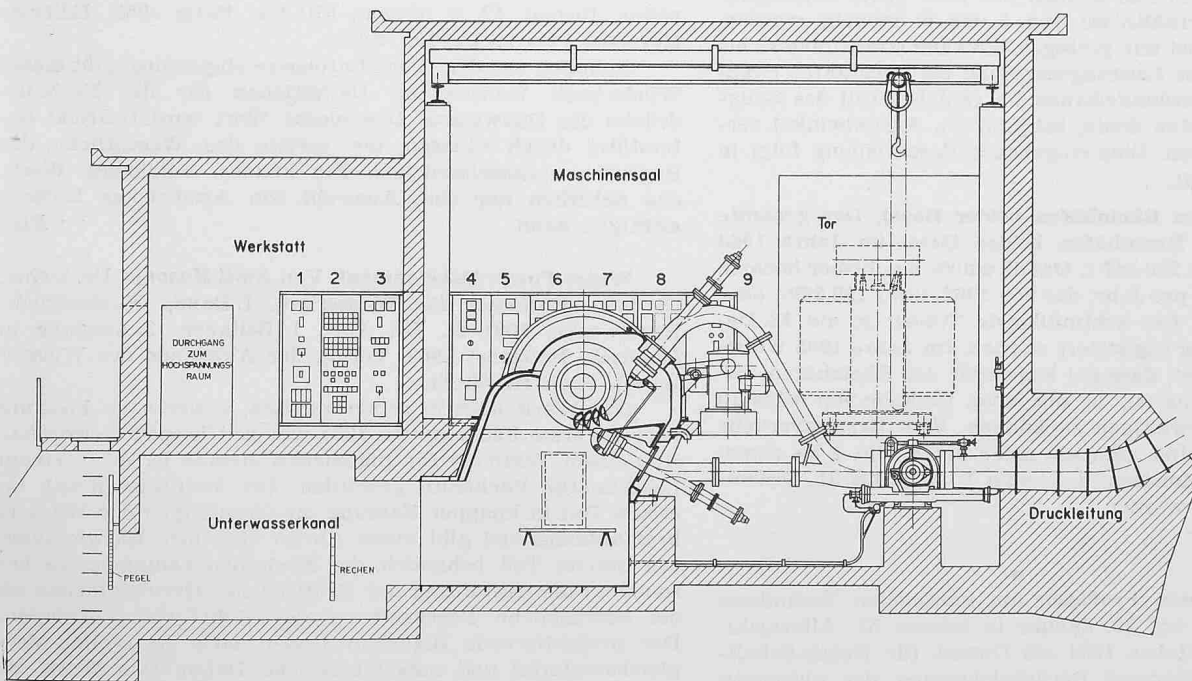 Maschinensaal
Werkstatt
Tor
1 2 3
4 5 6 7 8 9
DURCHGANG
ZUM
HOCHSPANNUNGS-
RAUM
Unterwasserkanal
Druckleitung
PEGEL
RECHEN